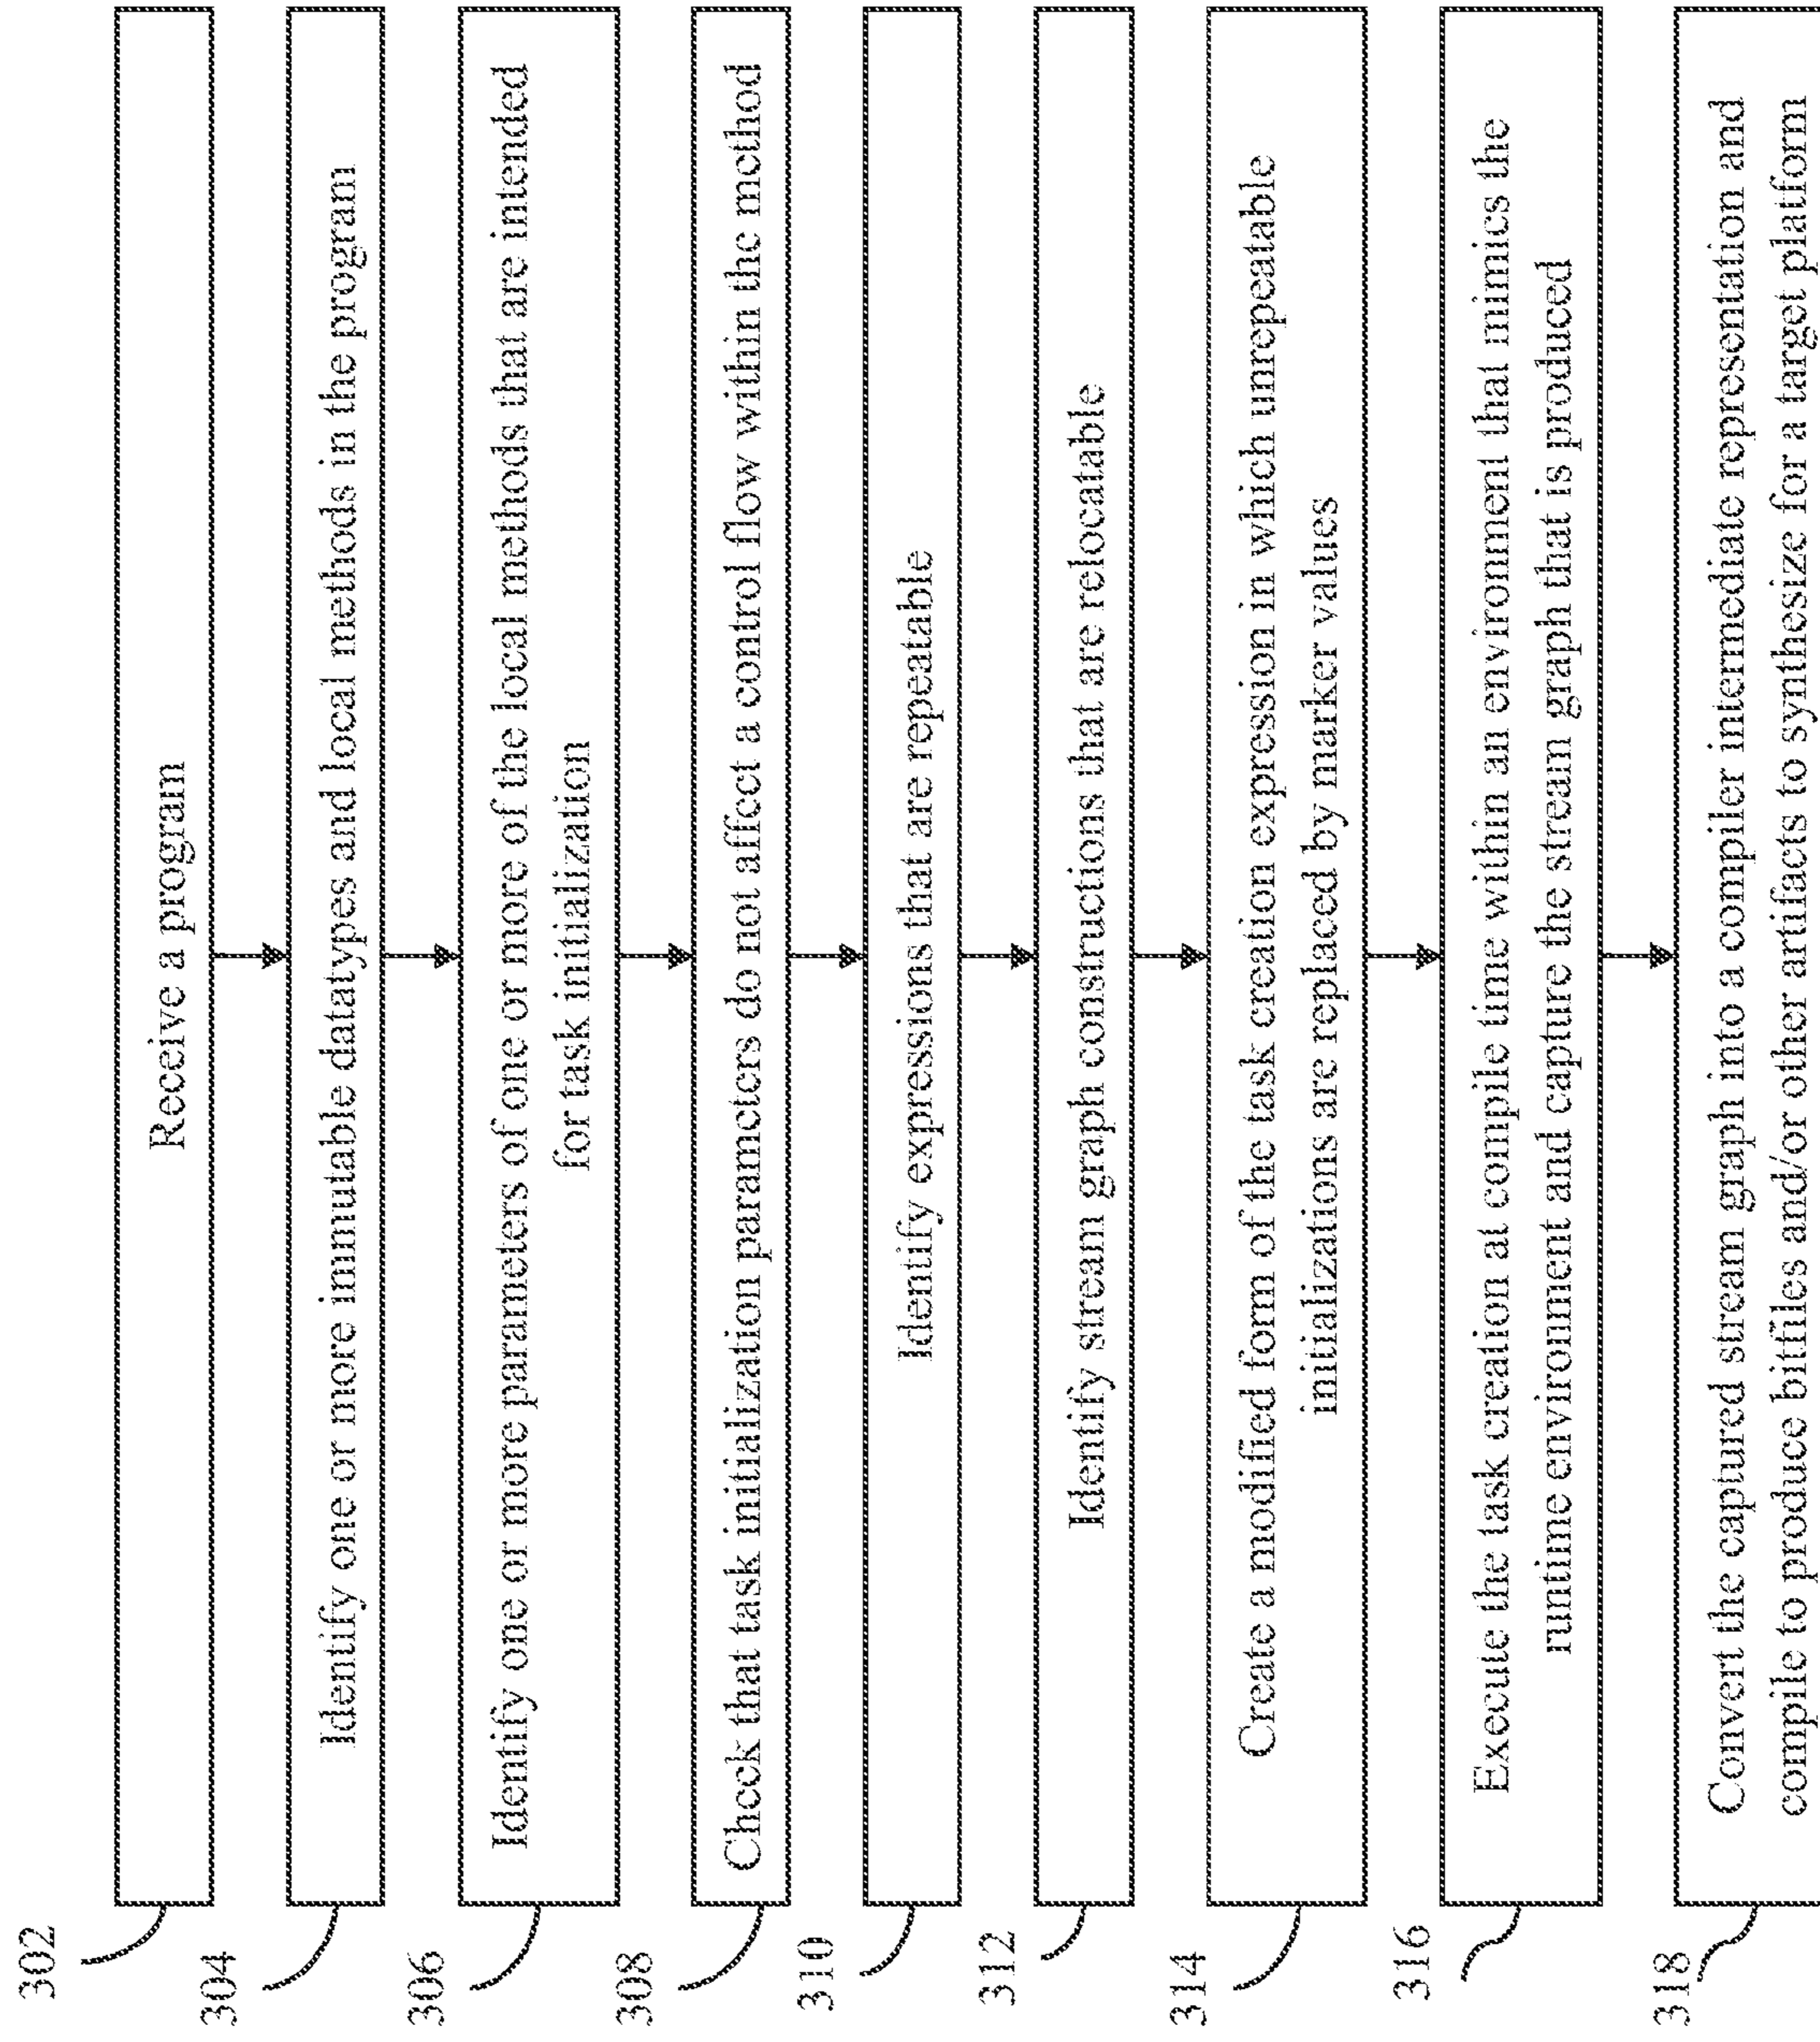 302
Receive a program
304
Identify one or more immutable datatypes and local methods in the program
306
Identify one or more parameters of one or more of the local methods that are intended
for task initialization
308
Check that task initialization parameters do not affect a control flow within the method
310
Identify expressions that are repeatable
312
Identify stream graph constructions that are relocatable
314
Create a modified form of the task creation expression in which unrepeatable
initializations are replaced by marker values
316
Execute the task creation at compile time within an environment that mimics the
runtime environment and capture the stream graph that is produced
318
Convert the captured stream graph into a compiler intermediate representation and
compile to produce bitfiles and/or other artifacts to synthesize for a target platform